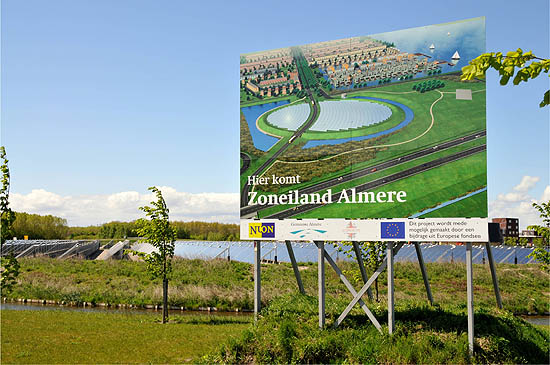 Hier komt
Zoneiland Almere
NUON
Gemeente Almere
Dit project wordt mede
mogelijk gemaakt door een
bijdrage uit Europese fondsen